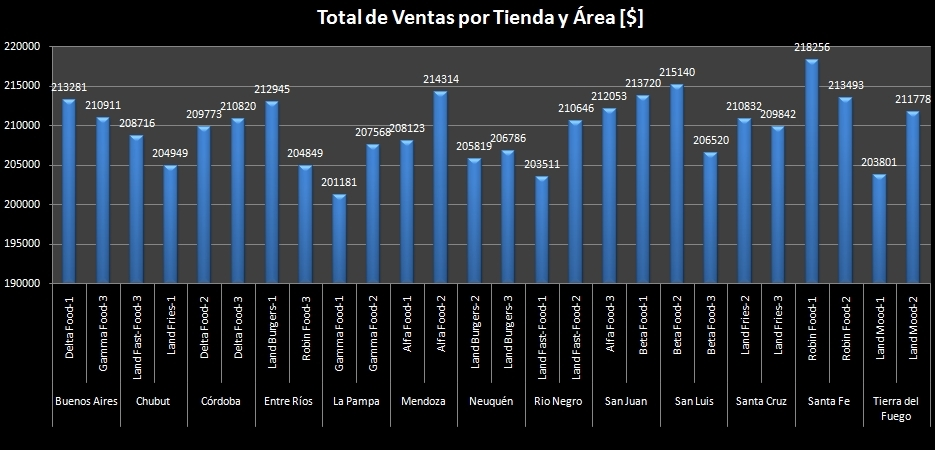 Total de Ventas por Tienda y Área [$]
220000
215000
210000
205000
200000
195000
190000
213281
210911
208716
204949
209773
210820
212945
204849
201181
207568
208123
214314
205819
206786
203511
210646
212053
213720
215140
206520
210832
209842
218256
213493
203801
211778
Delta Food-1
Gamma Food-3
Land Fast-Food-3
Land Fries-1
Delta Food-2
Delta Food-3
Land Burgers-1
Robin Food-3
Gamma Food-1
Gamma Food-2
Alfa Food-1
Alfa Food-2
Land Burgers-2
Land Burgers-3
Land Fast-Food-1
Land Fast-Food-2
Alfa Food-3
Beta Food-1
Beta Food-2
Beta Food-3
Land Fries-2
Land Fries-3
Robin Food-1
Robin Food-2
Land Mood-1
Land Mood-2
Buenos Aires
Chubut
Córdoba
Entre Ríos
La Pampa
Mendoza
Neuquén
Rio Negro
San Juan
San Luis
Santa Cruz
Santa Fe
Tierra del
Fuego